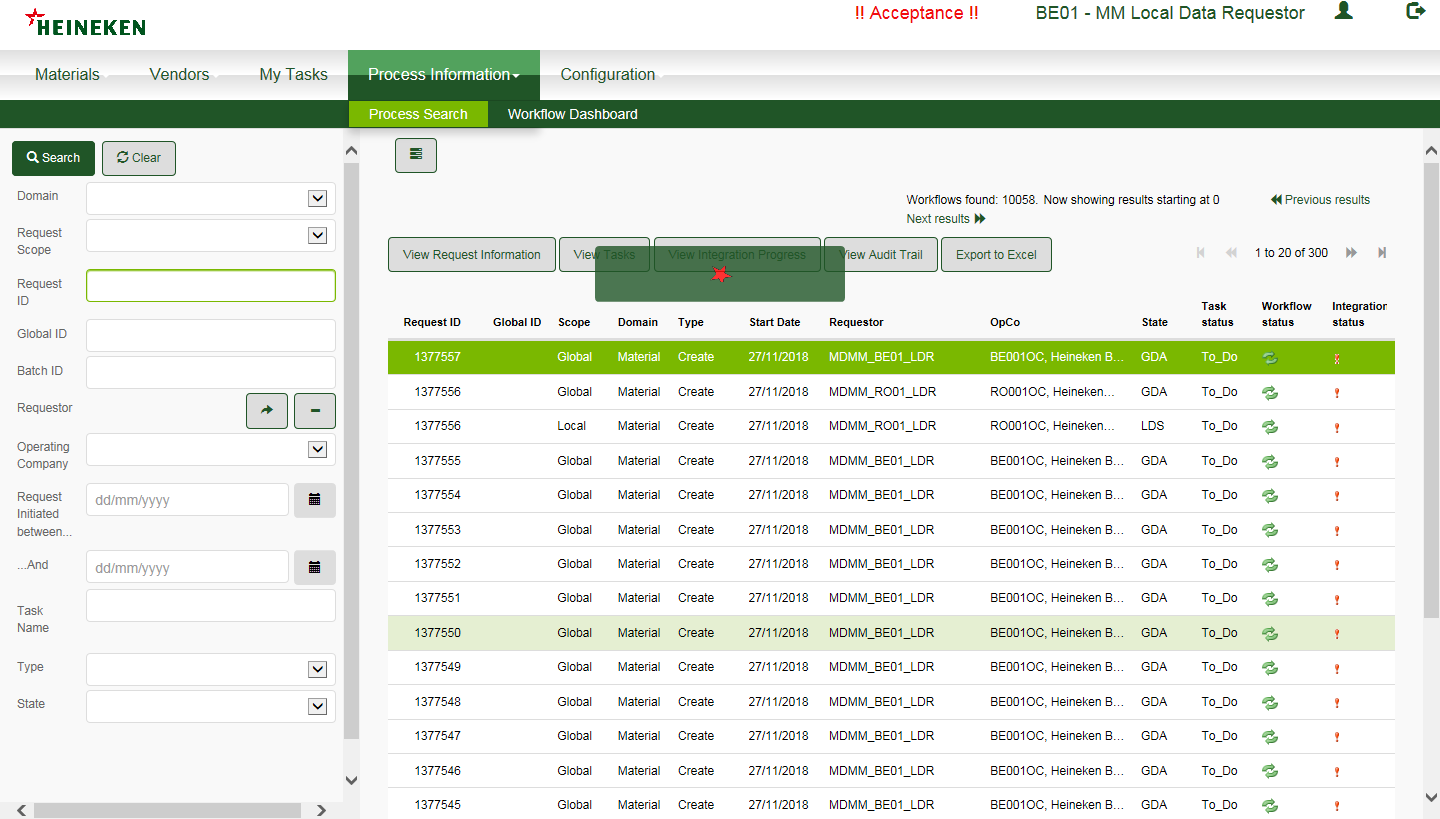 HEINEKEN
!! Acceptance !!
BE01 - MM Local Data Requestor
Materials
Vendors
My Tasks
Process Information
Configuration
Process Search
Workflow Dashboard
Search
Clear
Domain
Request
Scope
Request
ID
Global ID
Batch ID
Requestor
Operating
Company
Request
Initiated
between...
dd/mm/yyyy
...And
dd/mm/yyyy
Task
Name
Type
State
Workflows found: 10058. Now showing results starting at 0
Previous results
Next results
View Request Information
View Tasks
View Integration Progress
View Audit Trail
Export to Excel
1 to 20 of 300
Request ID Global ID Scope Domain Type Start Date Requestor OpCo State Task status Workflow status Integration status
1377557 Global Material Create 27/11/2018 MDMM_BE01_LDR BE001OC, Heineken B... GDA To_Do
1377556 Global Material Create 27/11/2018 MDMM_RO01_LDR RO001OC, Heineken... GDA To_Do
1377556 Local Material Create 27/11/2018 MDMM_RO01_LDR RO001OC, Heineken... LDS To_Do
1377555 Global Material Create 27/11/2018 MDMM_BE01_LDR BE001OC, Heineken B... GDA To_Do
1377554 Global Material Create 27/11/2018 MDMM_BE01_LDR BE001OC, Heineken B... GDA To_Do
1377553 Global Material Create 27/11/2018 MDMM_BE01_LDR BE001OC, Heineken B... GDA To_Do
1377552 Global Material Create 27/11/2018 MDMM_BE01_LDR BE001OC, Heineken B... GDA To_Do
1377551 Global Material Create 27/11/2018 MDMM_BE01_LDR BE001OC, Heineken B... GDA To_Do
1377550 Global Material Create 27/11/2018 MDMM_BE01_LDR BE001OC, Heineken B... GDA To_Do
1377549 Global Material Create 27/11/2018 MDMM_BE01_LDR BE001OC, Heineken B... GDA To_Do
1377548 Global Material Create 27/11/2018 MDMM_BE01_LDR BE001OC, Heineken B... GDA To_Do
1377547 Global Material Create 27/11/2018 MDMM_BE01_LDR BE001OC, Heineken B... GDA To_Do
1377546 Global Material Create 27/11/2018 MDMM_BE01_LDR BE001OC, Heineken B... GDA To_Do
1377545 Global Material Create 27/11/2018 MDMM_BE01_LDR BE001OC, Heineken B... GDA To_Do